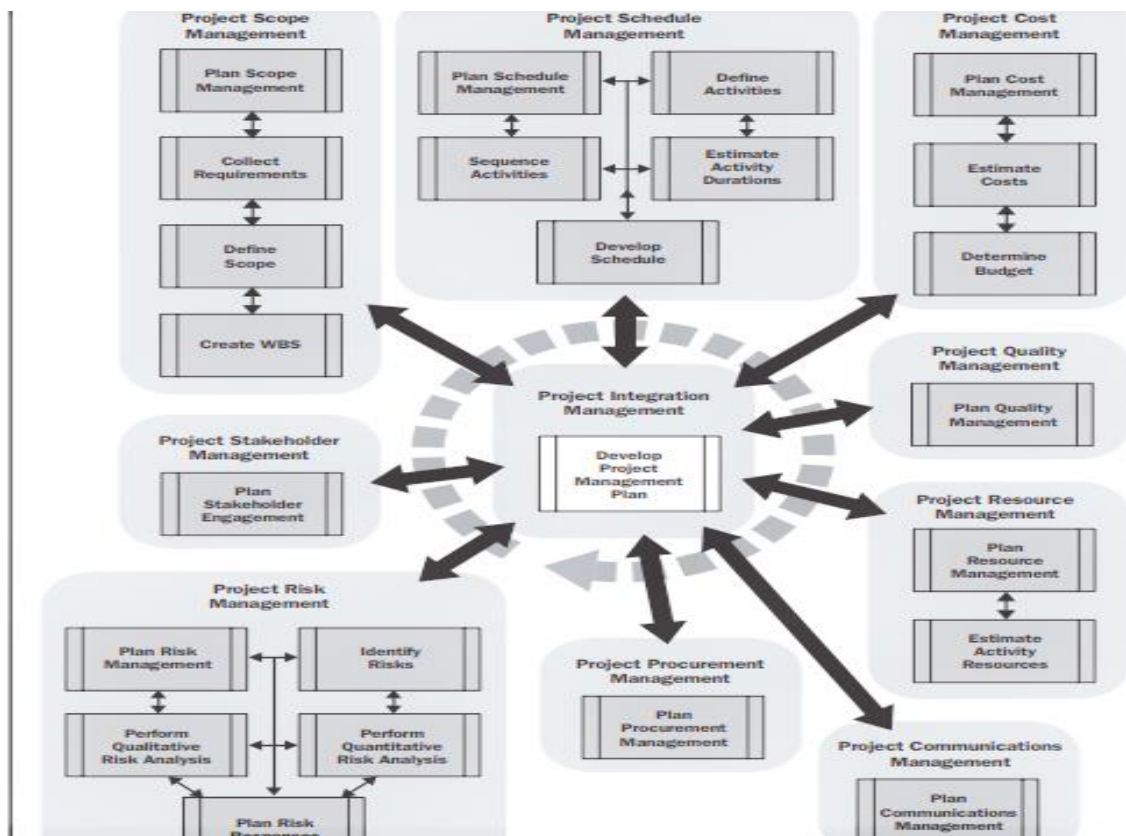 Project Scope
Management
Plan Scope
Management
Collect
Requirements
Define
Scope
Create WBS
Project Schedule
Management
Plan Schedule
Management
Define
Activities
Sequence
Activities
Estimate
Activity
Durations
Develop
Schedule
Project Cost
Management
Plan Cost
Management
Estimate
Costs
Determine
Budget
Project Quality
Management
Plan Quality
Management
Project Integration
Management
Develop
Project
Management
Plan
Project Stakeholder
Management
Plan
Stakeholder
Engagement
Project Resource
Management
Plan
Resource
Management
Estimate
Activity
Resources
Project Risk
Management
Plan Risk
Management
Identify
Risks
Perform
Qualitative
Risk Analysis
Perform
Quantitative
Risk Analysis
Plan Risk
Responses
Project Procurement
Management
Plan
Procurement
Management
Project Communications
Management
Plan
Communications
Management